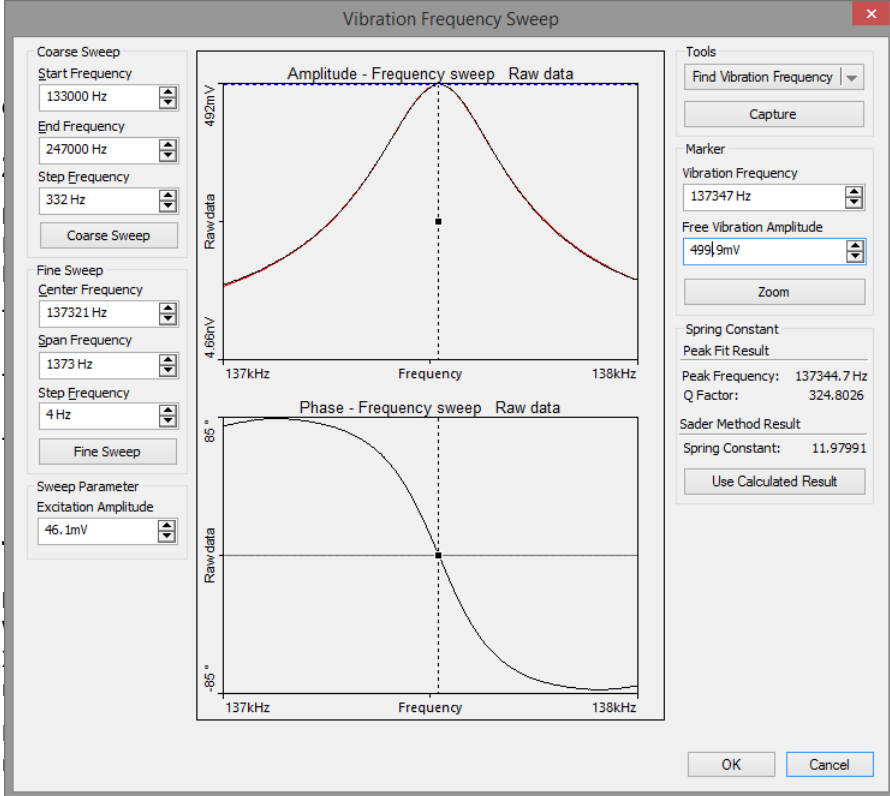 Vibration Frequency Sweep
Coarse Sweep
Start Frequency
133000 Hz
End Frequency
247000 Hz
Step Frequency
332 Hz
Coarse Sweep
Fine Sweep
Center Frequency
137321 Hz
Span Frequency
1373 Hz
Step Frequency
4 Hz
Fine Sweep
Sweep Parameter
Excitation Amplitude
46.1mV
Amplitude - Frequency sweep Raw data
492mV
Raw data
4.66nV
137kHz Frequency 138kHz
Phase - Frequency sweep Raw data
85 °
Raw data
-85 °
137kHz Frequency 138kHz
Tools
Find Vibration Frequency
Capture
Marker
Vibration Frequency
137347 Hz
Free Vibration Amplitude
499.9mV
Zoom
Spring Constant
Peak Fit Result
Peak Frequency: 137344.7 Hz
Q Factor: 324.8026
Sader Method Result
Spring Constant: 11.97991
Use Calculated Result
OK Cancel